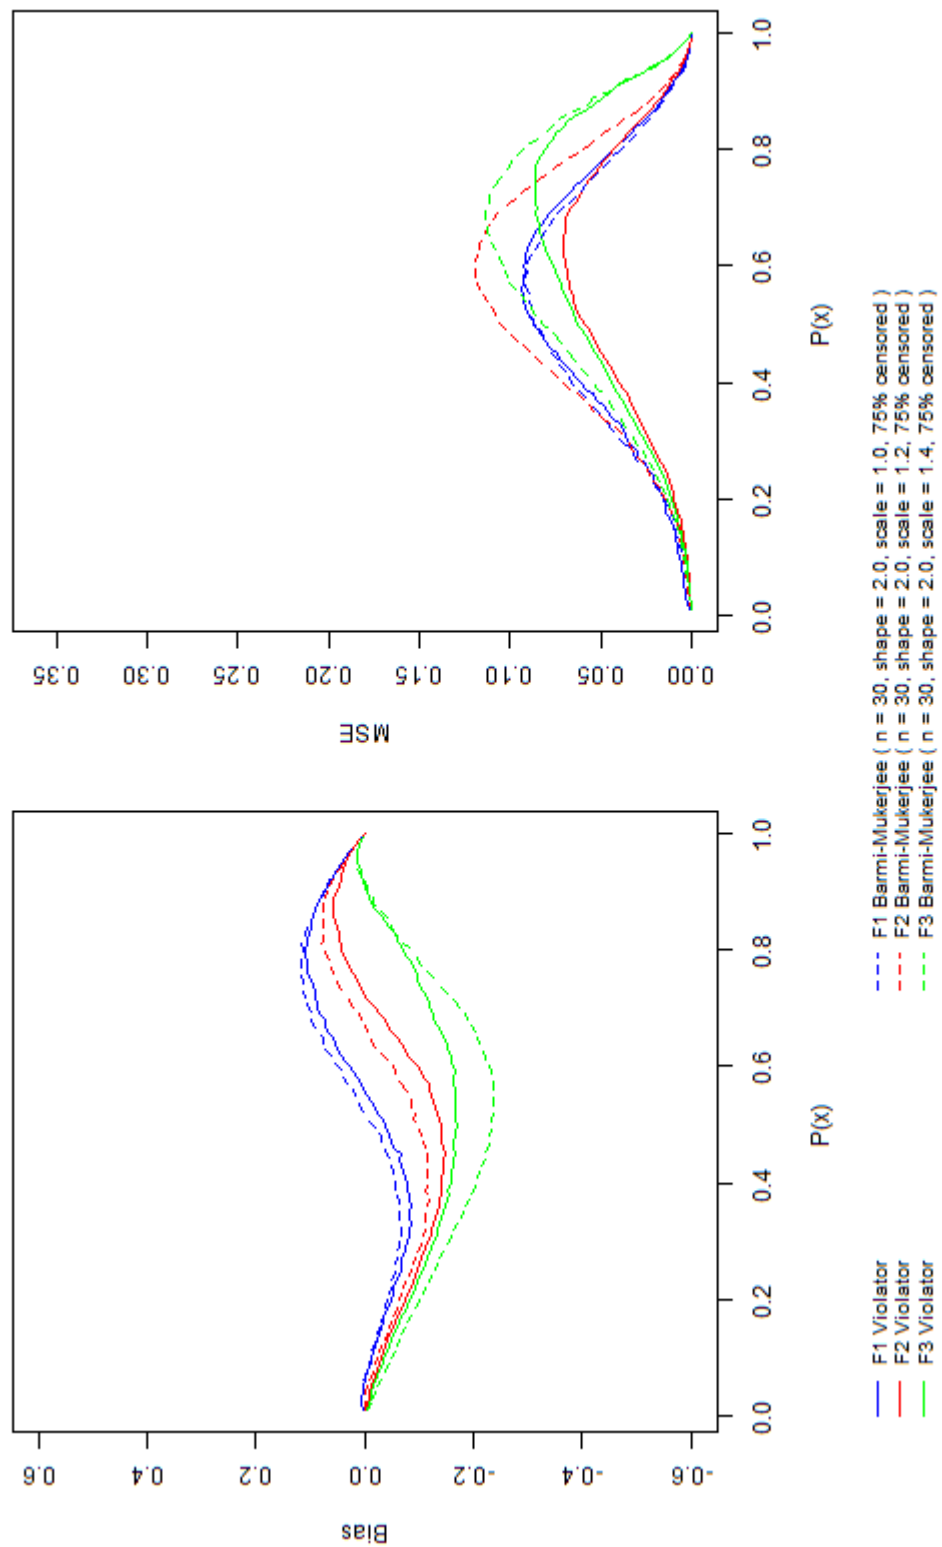 Bias
-0.6 -0.4 -0.2 0.0 0.2 0.4 0.6
0.0 0.2 0.4 0.6 0.8 1.0
P(x)
MSE
0.00 0.05 0.10 0.15 0.20 0.25 0.30 0.35
0.0 0.2 0.4 0.6 0.8 1.0
P(x)
F1 Violator
F2 Violator
F3 Violator
F1 Barmi-Mukerjee ( n = 30, shape = 2.0, scale = 1.0, 75% censored )
F2 Barmi-Mukerjee ( n = 30, shape = 2.0, scale = 1.2, 75% censored )
F3 Barmi-Mukerjee ( n = 30, shape = 2.0, scale = 1.4, 75% censored )